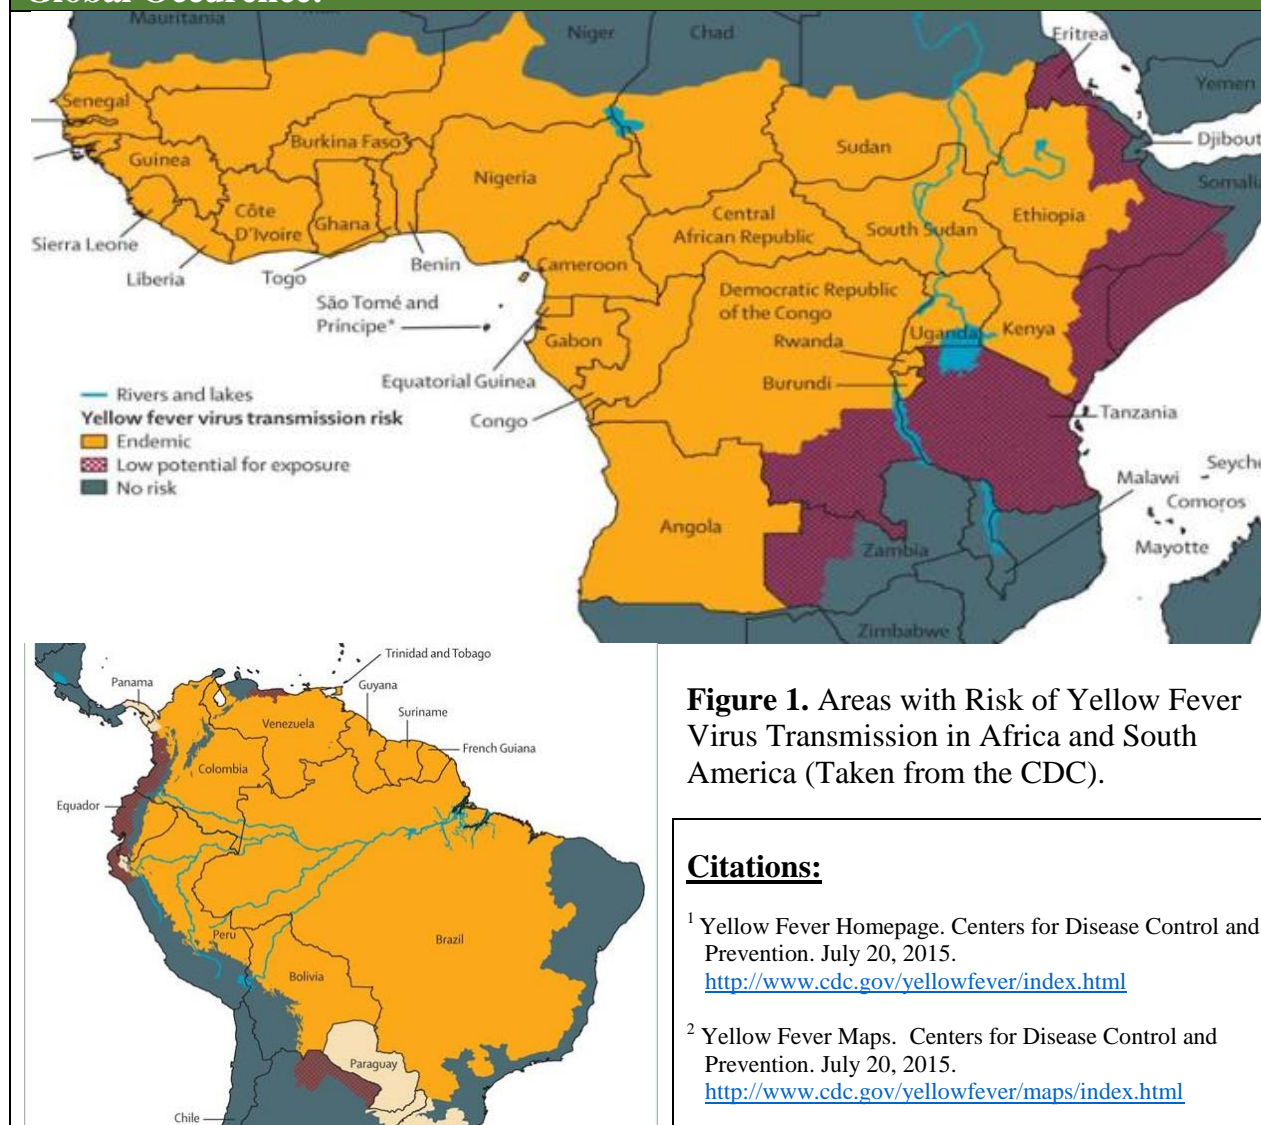 Global Occurence:
Mauritania
Niger
Chad
Eritrea
Yemen
Senegal
Burkina Faso
Sudan
Djibout
Guinea
Nigeria
Somalia
Côte
D'Ivoire
Ghana
Central
African Republic
South Sudan
Ethiopia
Sierra Leone
Liberia
Togo
Benin
Cameroon
São Tomé and
Príncipe*
Democratic Republic
of the Congo
Gabon
Rwanda
Uganda
Kenya
Equatorial Guinea
Burundi
Congo
Tanzania
Rivers and lakes
Yellow fever virus transmission risk
Endemic
Low potential for exposure
No risk
Malawi
Seyche
Comoros
Angola
Zambia
Mayotte
Zimbabwe
Trinidad and Tobago
Panama
Guyana
Venezuela
Suriname
French Guiana
Colombia
Equador
Peru
Brazil
Bolivia
Paraguay
Chile
Figure 1. Areas with Risk of Yellow Fever
Virus Transmission in Africa and South
America (Taken from the CDC).
Citations:
1 Yellow Fever Homepage. Centers for Disease Control and
Prevention. July 20, 2015.
http://www.cdc.gov/yellowfever/index.html
2 Yellow Fever Maps. Centers for Disease Control and
Prevention. July 20, 2015.
http://www.cdc.gov/yellowfever/maps/index.html